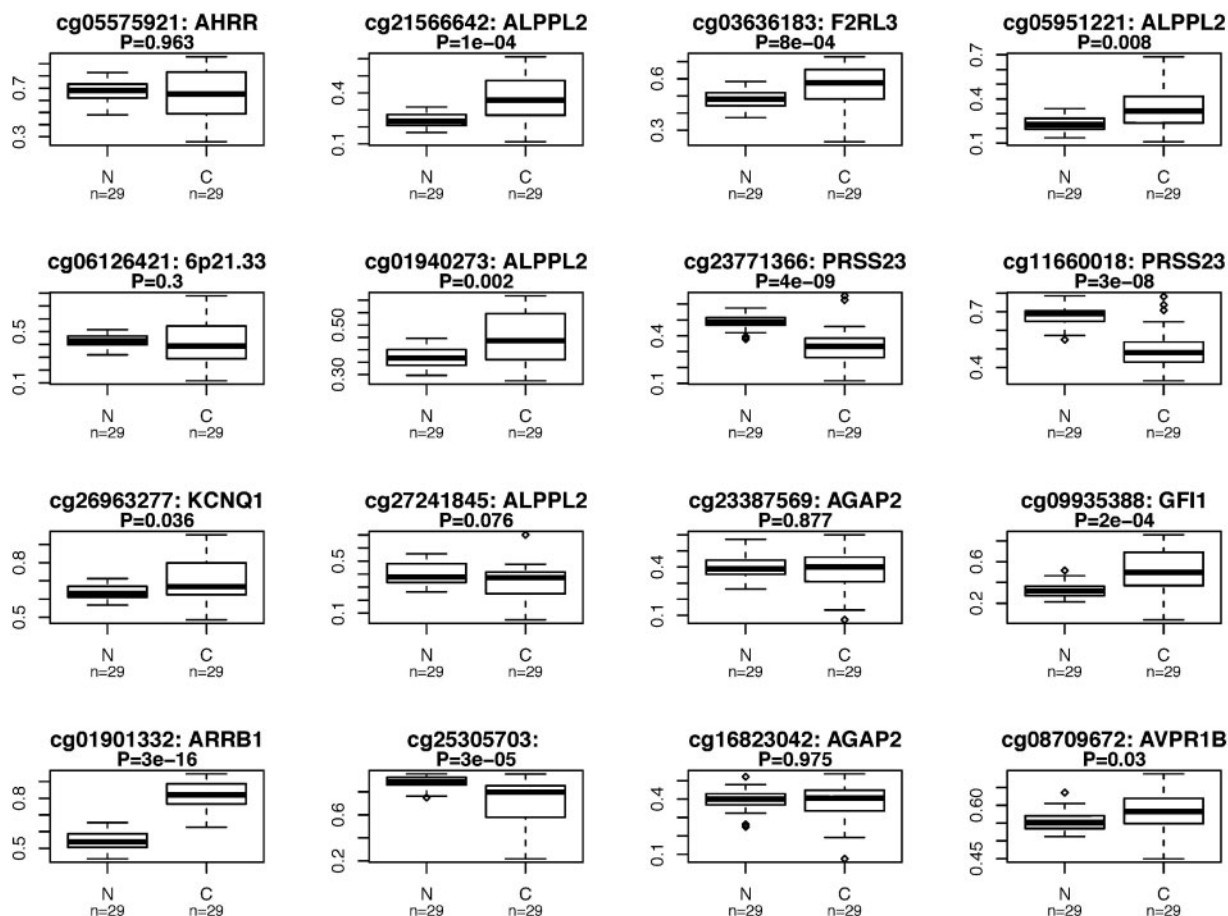 cg05575921: AHRR
P=0.963
0.3 0.7
N C
n=29 n=29
cg21566642: ALPPL2
P=1e-04
0.1 0.4
N C
n=29 n=29
cg03636183: F2RL3
P=8e-04
0.3 0.6
N C
n=29 n=29
cg05951221: ALPPL2
P=0.008
0.1 0.4 0.7
N C
n=29 n=29
cg06126421: 6p21.33
P=0.3
0.1 0.5
N C
n=29 n=29
cg01940273: ALPPL2
P=0.002
0.30 0.50
N C
n=29 n=29
cg23771366: PRSS23
P=4e-09
0.1 0.4
N C
n=29 n=29
cg11660018: PRSS23
P=3e-08
0.4 0.7
N C
n=29 n=29
cg26963277: KCNQ1
P=0.036
0.5 0.8
N C
n=29 n=29
cg27241845: ALPPL2
P=0.076
0.1 0.5
N C
n=29 n=29
cg23387569: AGAP2
P=0.877
0.1 0.4
N C
n=29 n=29
cg09935388: GFI1
P=2e-04
0.2 0.6
N C
n=29 n=29
cg01901332: ARRB1
P=3e-16
0.5 0.8
N C
n=29 n=29
cg25305703:
P=3e-05
0.2 0.6
N C
n=29 n=29
cg16823042: AGAP2
P=0.975
0.1 0.4
N C
n=29 n=29
cg08709672: AVPR1B
P=0.03
0.45 0.60
N C
n=29 n=29